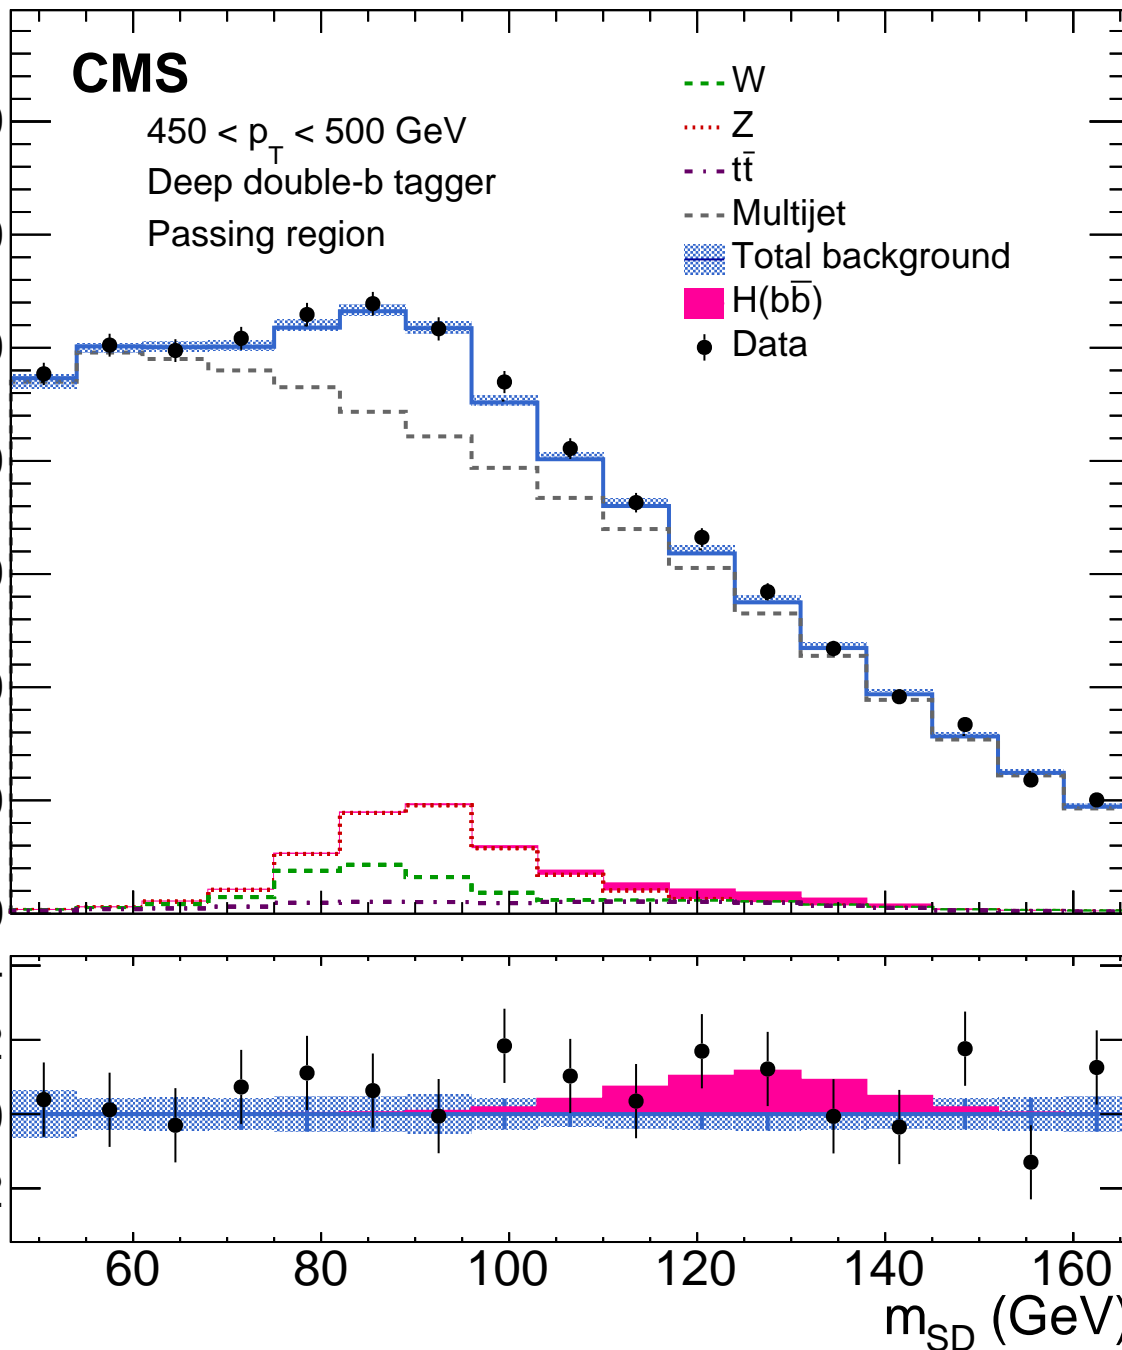 CMS
450 < p_T < 500 GeV
Deep double-b tagger
Passing region
W
Z
tt̄
Multijet
Total background
H(bb̄)
Data
60 80 100 120 140 160
m_SD (GeV)